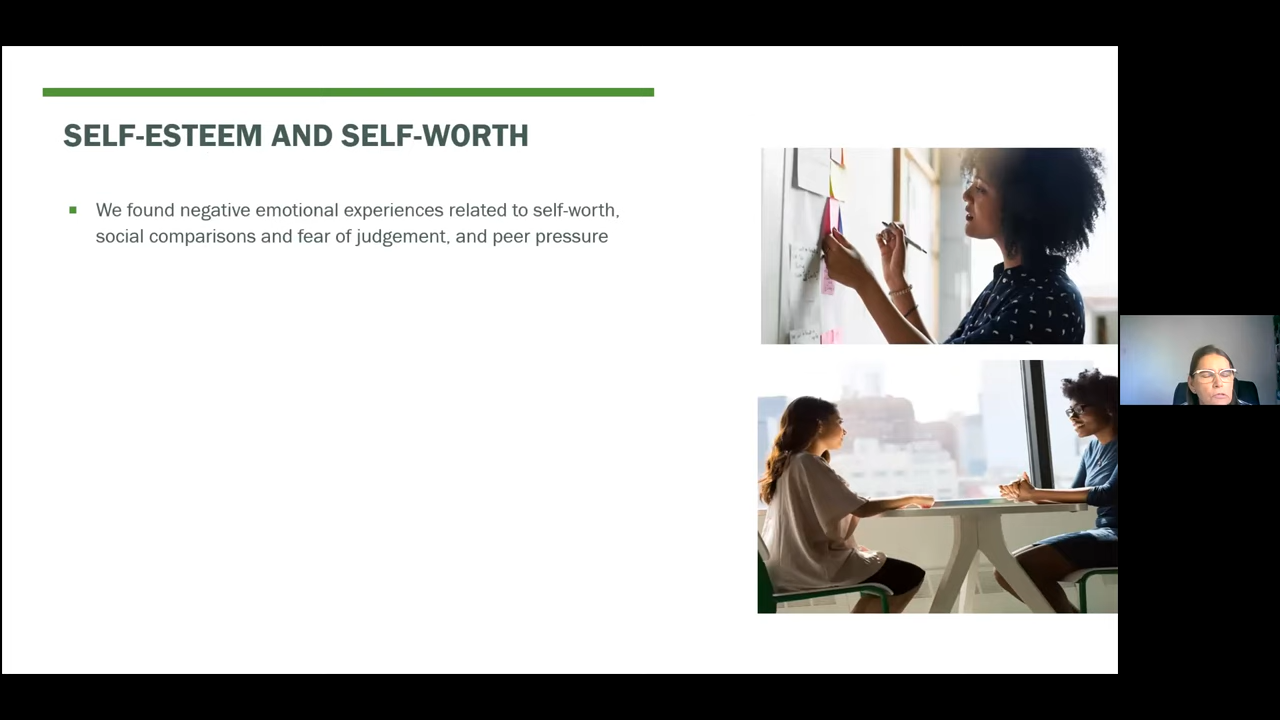 SELF-ESTEEM AND SELF-WORTH
We found negative emotional experiences related to self-worth,
social comparisons and fear of judgement, and peer pressure